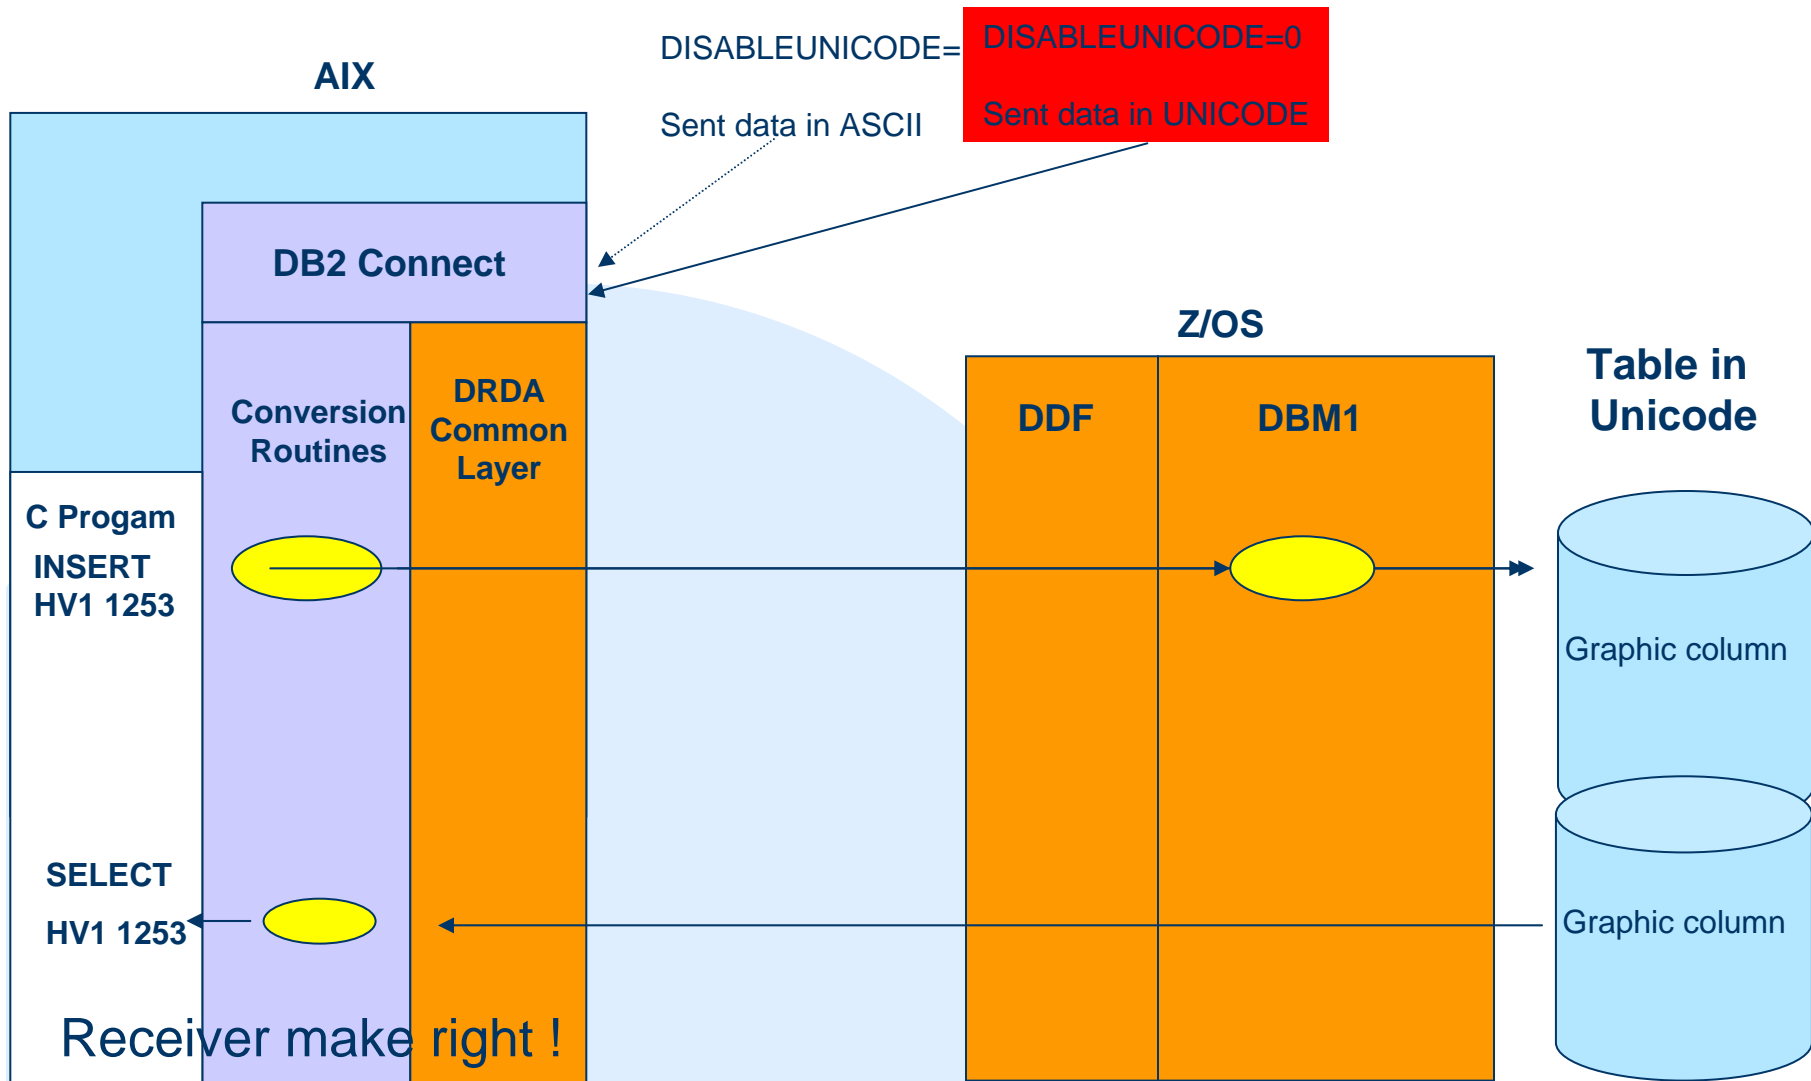 DISABLEUNICODE=
Sent data in ASCII
DISABLEUNICODE=0
Sent data in UNICODE
AIX
DB2 Connect
Conversion
Routines
DRDA
Common
Layer
Z/OS
DDF
DBM1
Table in
Unicode
C Progam
INSERT
HV1 1253
Graphic column
SELECT
HV1 1253
Graphic column
Receiver make right !